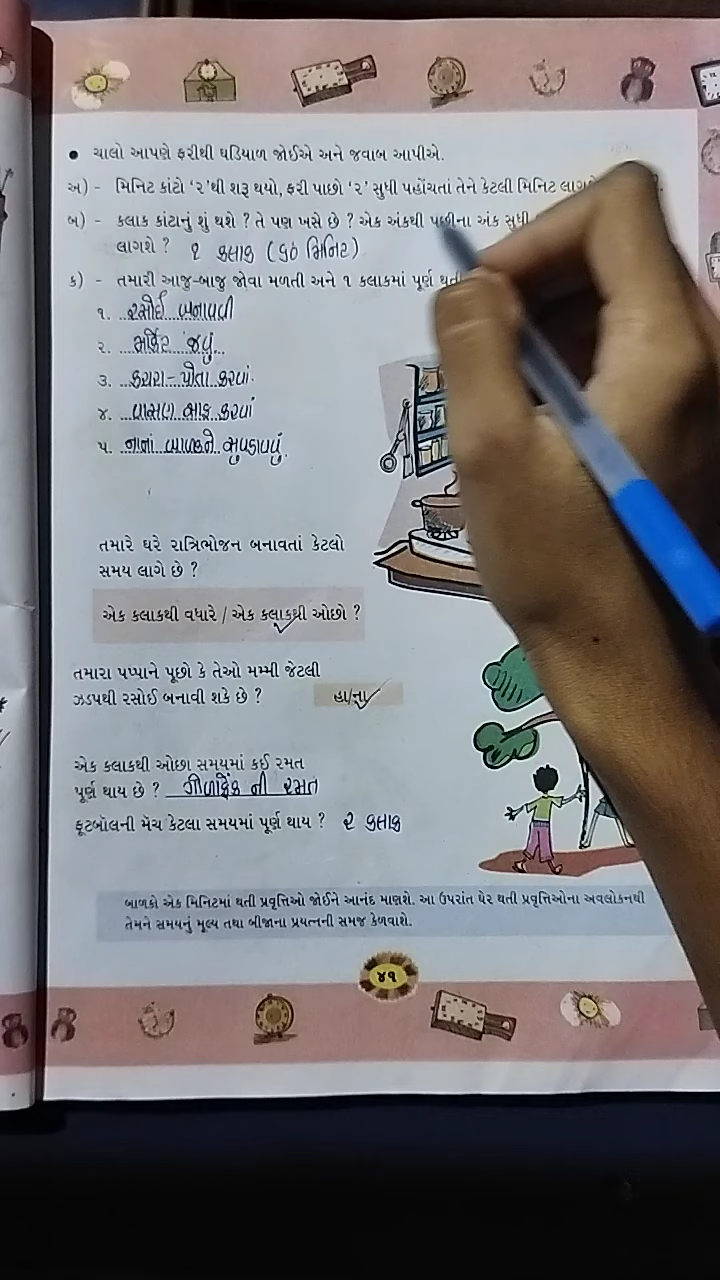 • ચાલો આપણે ફરીથી ઘડિયાળ જોઈએ અને જવાબ આપીએ.
અ) - મિનિટ કાંટો ‘૨’થી શરૂ થયો, ફરી પાછો ‘૨’ સુધી પહોંચતાં તેને કેટલી મિનિટ
બ) - કલાક કાંટાનું શું થશે ? તે પણ ખસે છે ? એક અંકથી પછીના અંક સુધી
લાગશે ? ૧ કલાક (૬૦ મિનિટ)
ક) - તમારી આજુ-બાજુ જોવા મળતી અને ૧ કલાકમાં પૂર્ણ
૧. રસોઈ બનાવવી
૨. માર્કેટ જવું
૩. કચરા-પોતા કરવાં
૪. વાસણ સાફ કરવાં
૫. નાનાં બાળકને સુવડાવવું
તમારે ઘરે રાત્રિભોજન બનાવતાં કેટલો
સમય લાગે છે ?
એક કલાકથી વધારે / એક કલાકથી ઓછો ?
તમારા પપ્પાને પૂછો કે તેઓ મમ્મી જેટલી
ઝડપથી રસોઈ બનાવી શકે છે ? હા/ના
એક કલાકથી ઓછા સમયમાં કઈ રમત
પૂર્ણ થાય છે ? ગોળાફેંક ની રમત
ફૂટબૉલની મૅચ કેટલા સમયમાં પૂર્ણ થાય ? ૨ કલાક
બાળકો એક મિનિટમાં થતી પ્રવૃત્તિઓ જોઈને આનંદ માણશે. આ ઉપરાંત ઘેર થતી પ્રવૃત્તિઓના અવલોકનથી
તેમને સમયનું મૂલ્ય તથા બીજાના પ્રયત્નની સમજ કેળવાશે.
૪૧